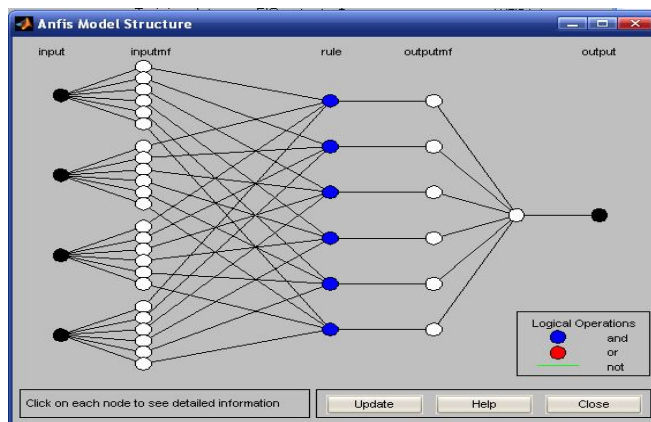 Anfis Model Structure
input inputmf rule outputmf output
Logical Operations
and
or
not
Click on each node to see detailed information
Update Help Close